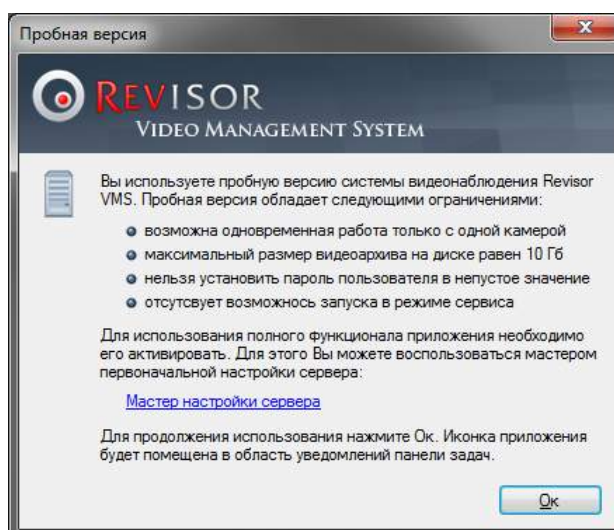 Пробная версия
REVISOR
VIDEO MANAGEMENT SYSTEM
Вы используете пробную версию системы видеонаблюдения Revisor
VMS. Пробная версия обладает следующими ограничениями:
возможна одновременная работа только с одной камерой
максимальный размер видеоархива на диске равен 10 Гб
нельзя установить пароль пользователя в непустое значение
отсутсвует возможнось запуска в режиме сервиса
Для использования полного функционала приложения необходимо
его активировать. Для этого Вы можете воспользоваться мастером
первоначальной настройки сервера:
Мастер настройки сервера
Для продолжения использования нажмите Ок. Иконка приложения
будет помещена в область уведомлений панели задач.
Ок